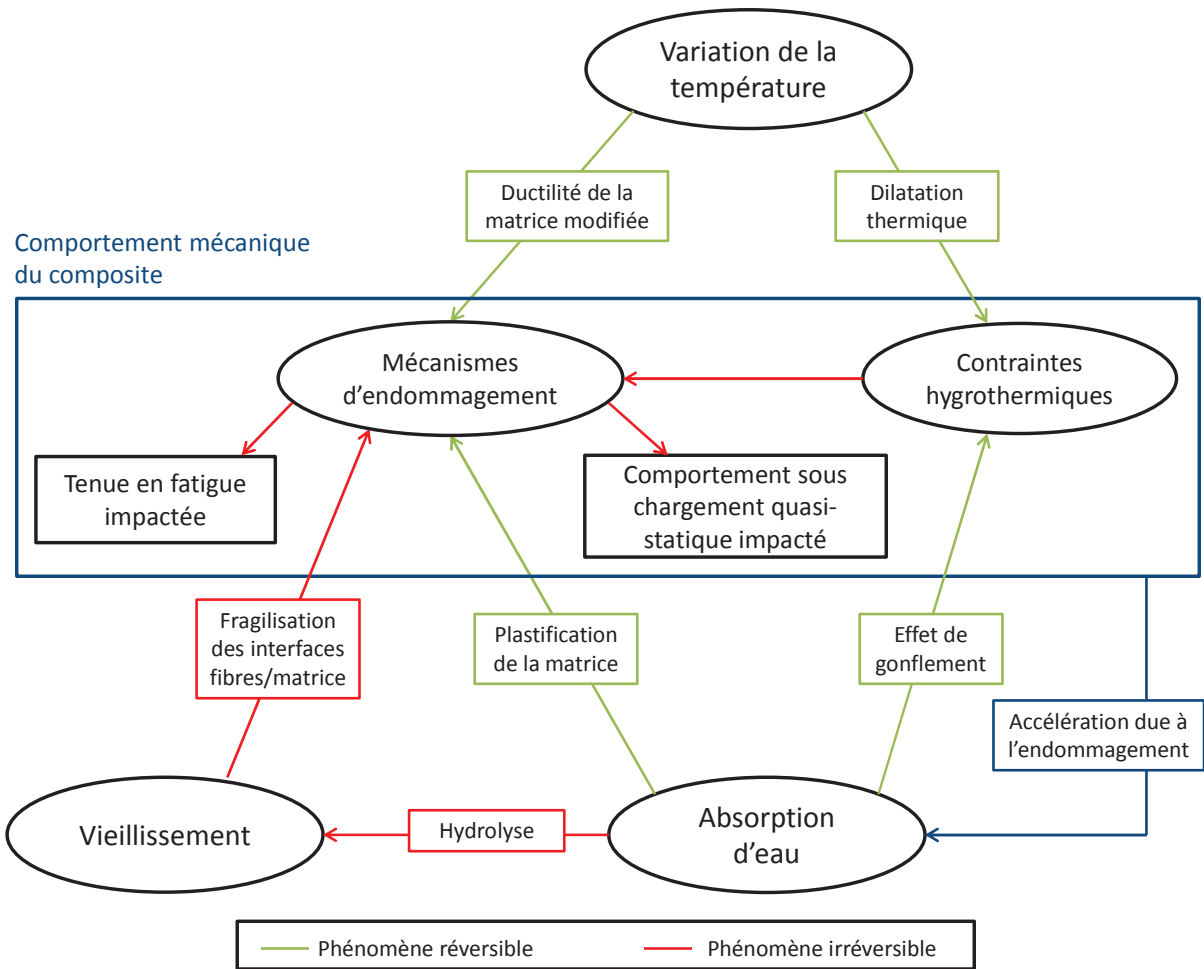 Variation de la
température
Ductilité de la
matrice modifiée
Dilatation
thermique
Comportement mécanique
du composite
Mécanismes
d'endommagement
Contraintes
hygrothermiques
Tenue en fatigue
impactée
Comportement sous
chargement quasi-
statique impacté
Fragilisation
des interfaces
fibres/matrice
Plastification
de la matrice
Effet de
gonflement
Accélération due à
l'endommagement
Vieillissement
Hydrolyse
Absorption
d'eau
Phénomène réversible
Phénomène irréversible